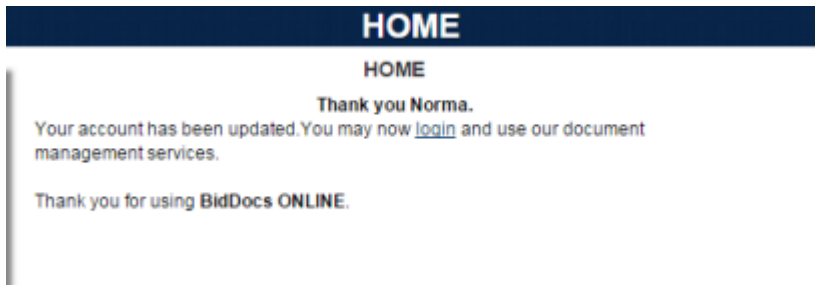 HOME
HOME
Thank you Norma.
Your account has been updated.You may now login and use our document
management services.
Thank you for using BidDocs ONLINE.